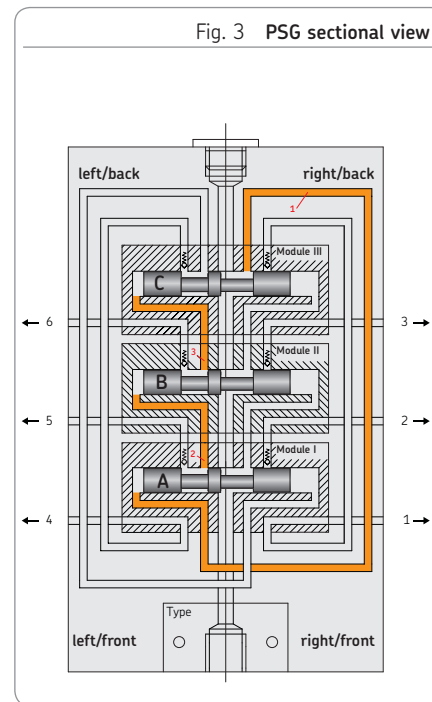 Fig. 3 PSG sectional view
left/back
right/back
1
Module III
C
6
3
3
Module II
B
5
2
2
Module I
A
4
1
Type
left/front
right/front